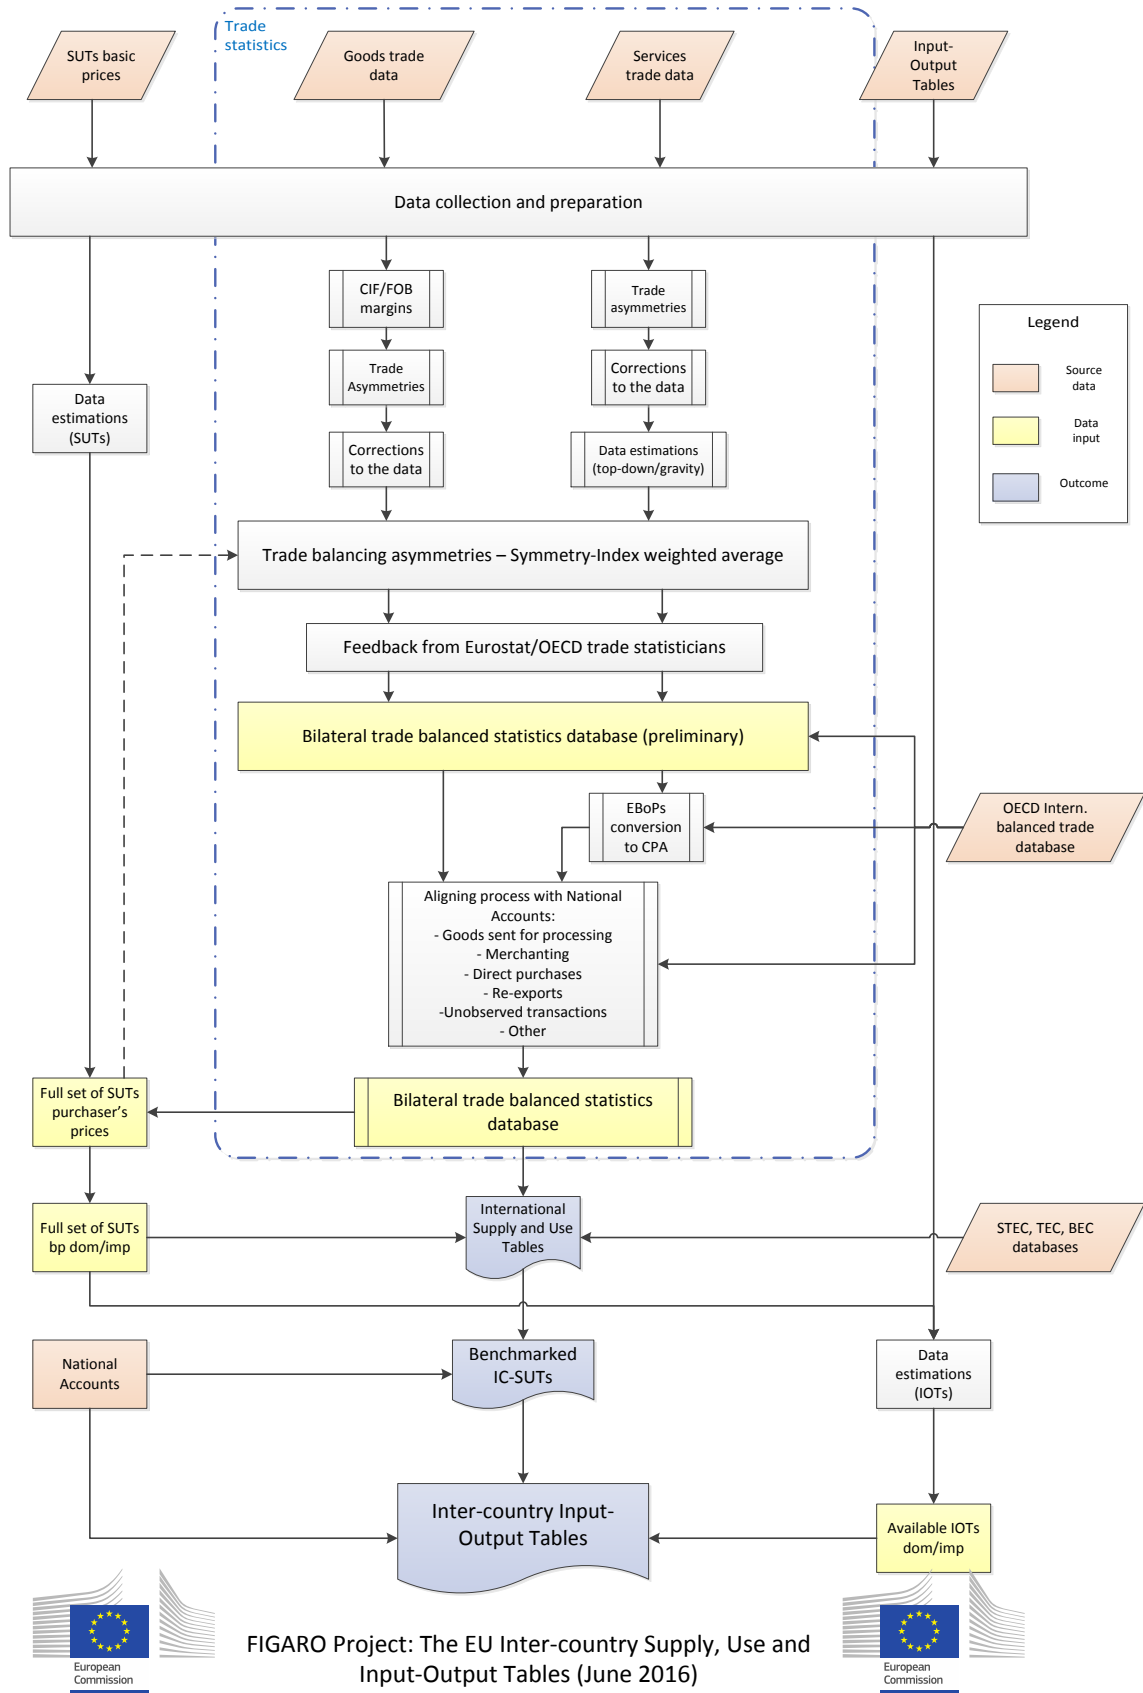 Trade
statistics
SUTs basic
prices
Goods trade
data
Services
trade data
Input-
Output
Tables
Data collection and preparation
CIF/FOB
margins
Trade
asymmetries
Legend
Source
data
Data
input
Outcome
Trade
Asymmetries
Corrections
to the data
Data
estimations
(SUTs)
Corrections
to the data
Data estimations
(top-down/gravity)
Trade balancing asymmetries – Symmetry-Index weighted average
Feedback from Eurostat/OECD trade statisticians
Bilateral trade balanced statistics database (preliminary)
EBoPs
conversion
to CPA
OECD Intern.
balanced trade
database
Aligning process with National
Accounts:
- Goods sent for processing
- Merchanting
- Direct purchases
- Re-exports
-Unobserved transactions
- Other
Full set of SUTs
purchaser's
prices
Bilateral trade balanced statistics
database
Full set of SUTs
bp dom/imp
International
Supply and Use
Tables
STEC, TEC, BEC
databases
National
Accounts
Benchmarked
IC-SUTs
Data
estimations
(IOTs)
Inter-country Input-
Output Tables
Available IOTs
dom/imp
European
Commission
FIGARO Project: The EU Inter-country Supply, Use and
Input-Output Tables (June 2016)
European
Commission